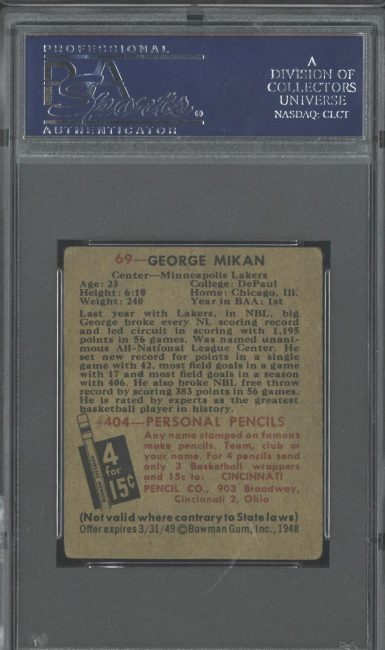 PROFESSIONAL
PSA
Sports
AUTHENTICATOR
A
DIVISION OF
COLLECTORS
UNIVERSE
NASDAQ: CLCT
69—GEORGE MIKAN
Center—Minneapolis Lakers
Age: 23 College: DePaul
Height: 6:10 Home: Chicago, Ill.
Weight: 240 Year in BAA: 1st
Last year with Lakers, in NBL, big
George broke every NL scoring record
and led circuit in scoring with 1,195
points in 56 games. Was named unani-
mous All-National League Center. He
set new record for points in a single
game with 42, most field goals in a game
with 17 and most field goals in a season
with 406. He also broke NBL free throw
record by scoring 383 points in 56 games.
He is rated by experts as the greatest
basketball player in history.
#404—PERSONAL PENCILS
4
for
15¢
Any name stamped on famous
make pencils. Team, club or
your name. For 4 pencils send
only 3 Basketball wrappers
and 15c to: CINCINNATI
PENCIL CO., 903 Broadway,
Cincinnati 2, Ohio
(Not valid where contrary to State laws)
Offer expires 3/31/49 ©Bowman Gum, Inc., 1948